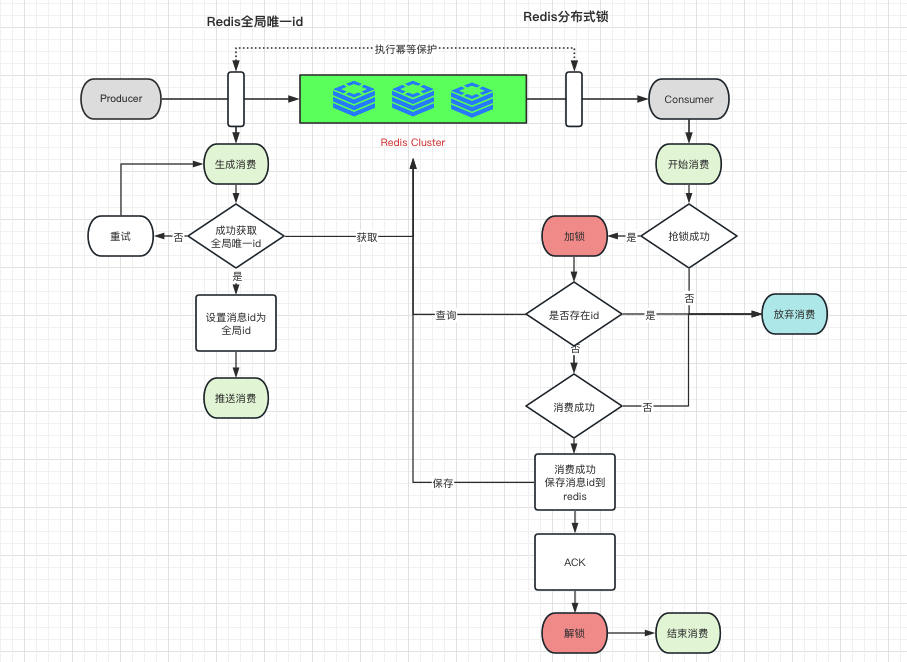 Redis全局唯一id
Redis分布式锁
执行幂等保护
Producer
Consumer
Redis Cluster
生成消费
开始消费
重试
否
成功获取
全局唯一id
获取
加锁
是
抢锁成功
是
否
设置消息id为
全局id
查询
是否存在id
是
放弃消费
否
推送消费
消费成功
否
保存
消费成功
保存消息id到
redis
ACK
解锁
结束消费